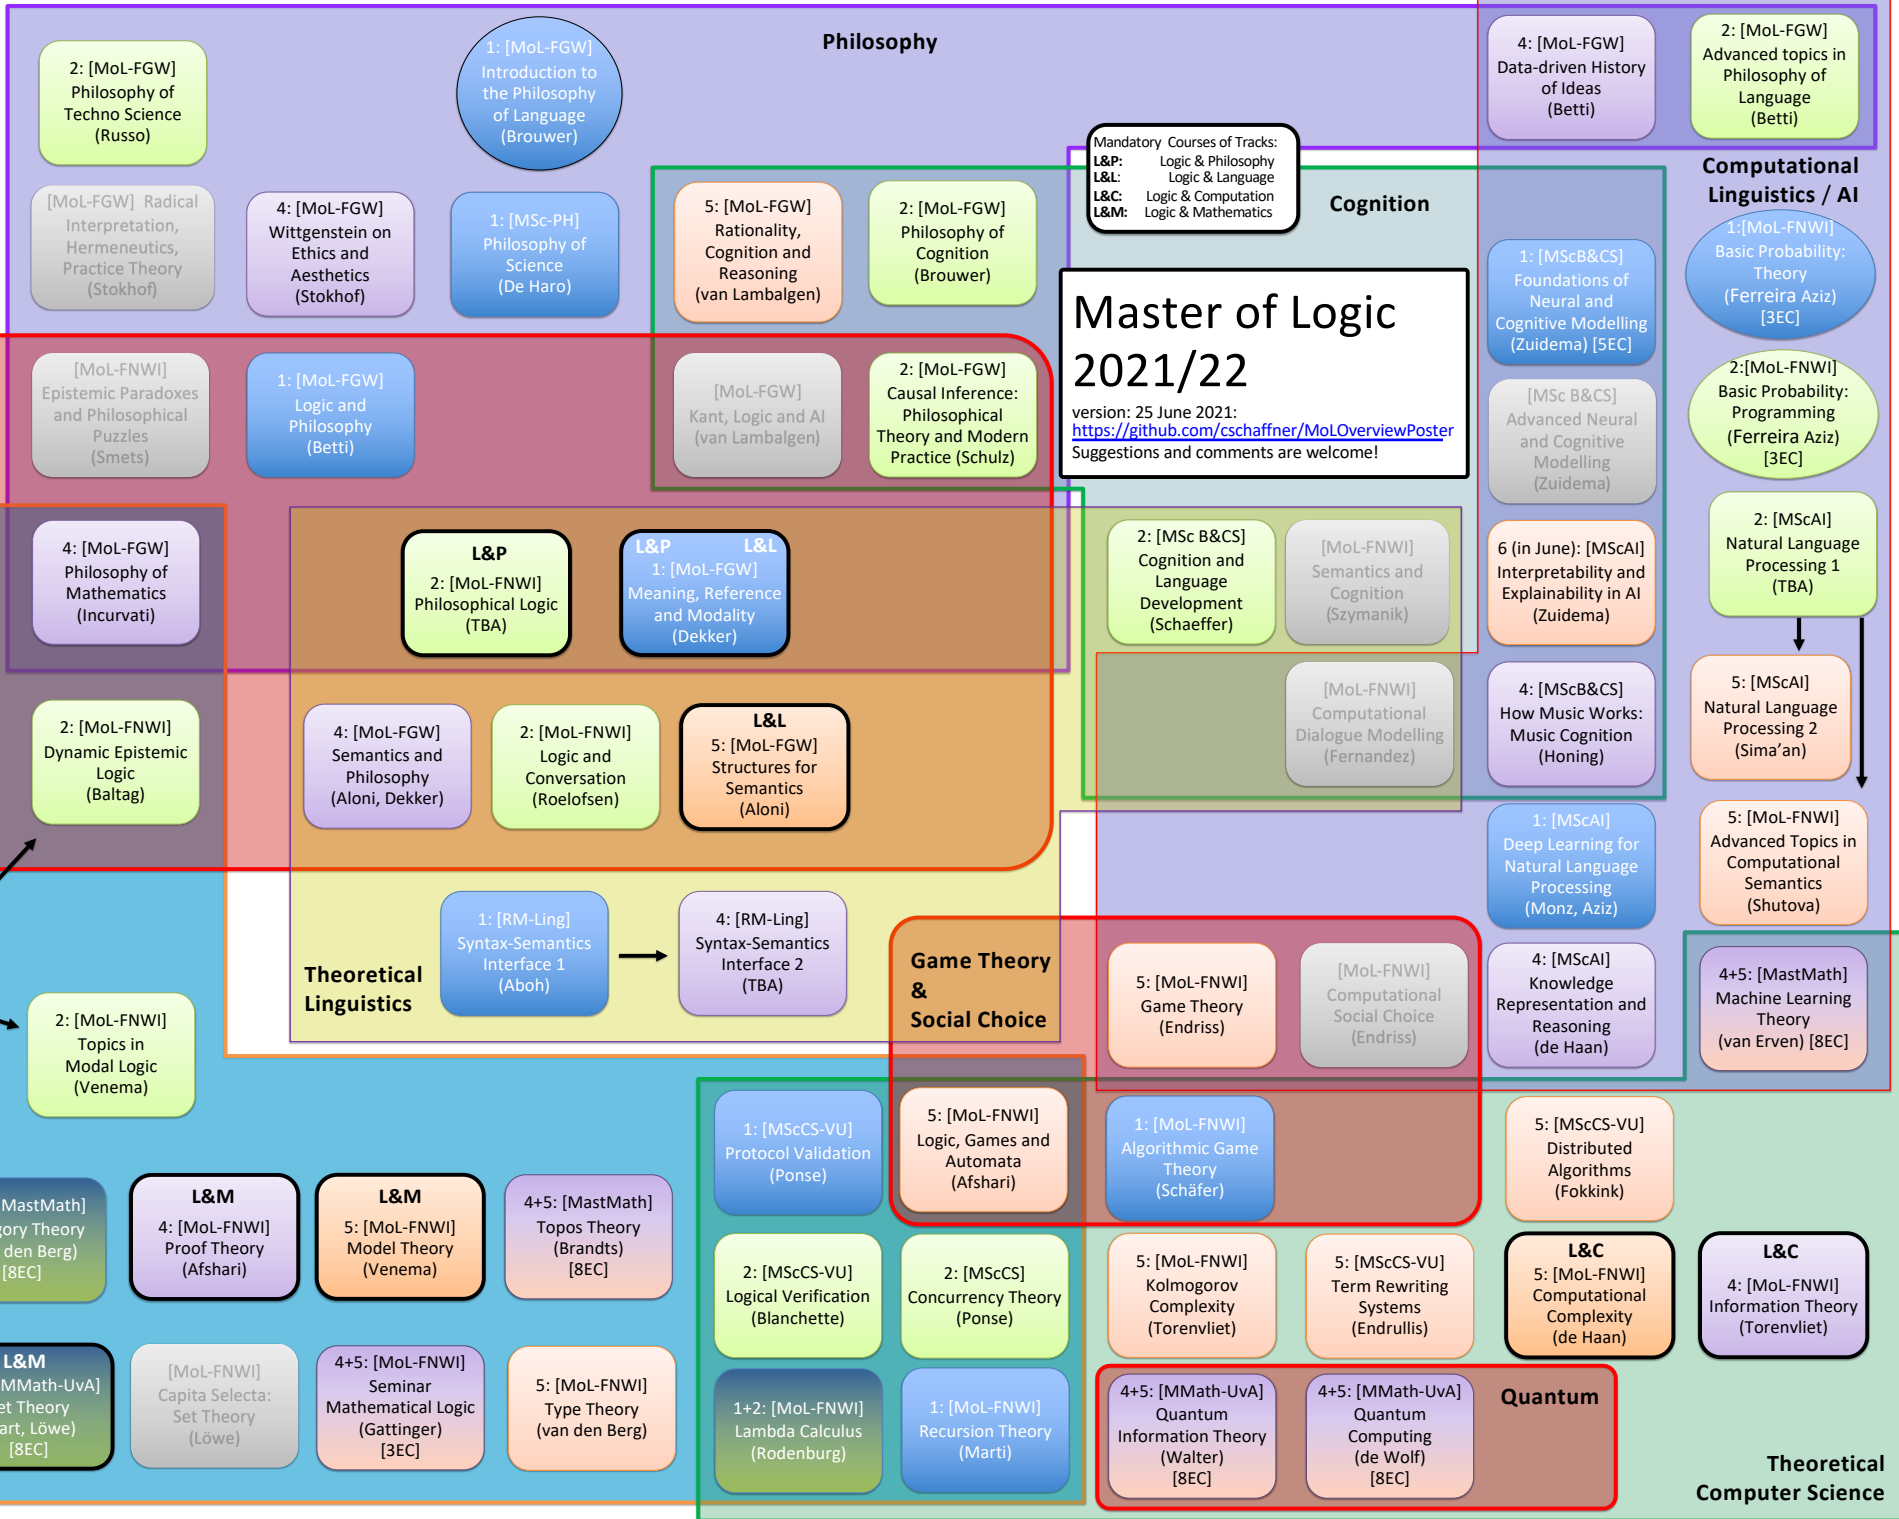 Philosophy
2: [MoL-FGW]
Philosophy of
Techno Science
(Russo)
1: [MoL-FGW]
Introduction to
the Philosophy
of Language
(Brouwer)
4: [MoL-FGW]
Data-driven History
of Ideas
(Betti)
2: [MoL-FGW]
Advanced topics in
Philosophy of
Language
(Betti)
Mandatory Courses of Tracks:
L&P: Logic & Philosophy
L&L: Logic & Language
L&C: Logic & Computation
L&M: Logic & Mathematics
Computational
Linguistics / AI
Cognition
[MoL-FGW] Radical
Interpretation,
Hermeneutics,
Practice Theory
(Stokhof)
4: [MoL-FGW]
Wittgenstein on
Ethics and
Aesthetics
(Stokhof)
1: [MSc-PH]
Philosophy of
Science
(De Haro)
5: [MoL-FGW]
Rationality,
Cognition and
Reasoning
(van Lambalgen)
2: [MoL-FGW]
Philosophy of
Cognition
(Brouwer)
1: [MScB&CS]
Foundations of
Neural and
Cognitive Modelling
(Zuidema) [5EC]
1:[MoL-FNWI]
Basic Probability:
Theory
(Ferreira Aziz)
[3EC]
Master of Logic
2021/22
version: 25 June 2021:
https://github.com/cschaffner/MoLOverviewPoster
Suggestions and comments are welcome!
[MoL-FNWI]
Epistemic Paradoxes
and Philosophical
Puzzles
(Smets)
1: [MoL-FGW]
Logic and
Philosophy
(Betti)
[MoL-FGW]
Kant, Logic and AI
(van Lambalgen)
2: [MoL-FGW]
Causal Inference:
Philosophical
Theory and Modern
Practice (Schulz)
[MSc B&CS]
Advanced Neural
and Cognitive
Modelling
(Zuidema)
2:[MoL-FNWI]
Basic Probability:
Programming
(Ferreira Aziz)
[3EC]
4: [MoL-FGW]
Philosophy of
Mathematics
(Incurvati)
L&P
2: [MoL-FNWI]
Philosophical Logic
(TBA)
L&P L&L
1: [MoL-FGW]
Meaning, Reference
and Modality
(Dekker)
2: [MSc B&CS]
Cognition and
Language
Development
(Schaeffer)
[MoL-FNWI]
Semantics and
Cognition
(Szymanik)
6 (in June): [MScAI]
Interpretability and
Explainability in AI
(Zuidema)
2: [MScAI]
Natural Language
Processing 1
(TBA)
2: [MoL-FNWI]
Dynamic Epistemic
Logic
(Baltag)
4: [MoL-FGW]
Semantics and
Philosophy
(Aloni, Dekker)
2: [MoL-FNWI]
Logic and
Conversation
(Roelofsen)
L&L
5: [MoL-FGW]
Structures for
Semantics
(Aloni)
[MoL-FNWI]
Computational
Dialogue Modelling
(Fernandez)
4: [MScB&CS]
How Music Works:
Music Cognition
(Honing)
5: [MScAI]
Natural Language
Processing 2
(Sima'an)
1: [MScAI]
Deep Learning for
Natural Language
Processing
(Monz, Aziz)
5: [MoL-FNWI]
Advanced Topics in
Computational
Semantics
(Shutova)
Theoretical
Linguistics
1: [RM-Ling]
Syntax-Semantics
Interface 1
(Aboh)
4: [RM-Ling]
Syntax-Semantics
Interface 2
(TBA)
Game Theory
&
Social Choice
5: [MoL-FNWI]
Game Theory
(Endriss)
[MoL-FNWI]
Computational
Social Choice
(Endriss)
4: [MScAI]
Knowledge
Representation and
Reasoning
(de Haan)
4+5: [MastMath]
Machine Learning
Theory
(van Erven) [8EC]
2: [MoL-FNWI]
Topics in
Modal Logic
(Venema)
1: [MScCS-VU]
Protocol Validation
(Ponse)
5: [MoL-FNWI]
Logic, Games and
Automata
(Afshari)
1: [MoL-FNWI]
Algorithmic Game
Theory
(Schäfer)
5: [MScCS-VU]
Distributed
Algorithms
(Fokkink)
MastMath]
gory Theory
den Berg)
[8EC]
L&M
4: [MoL-FNWI]
Proof Theory
(Afshari)
L&M
5: [MoL-FNWI]
Model Theory
(Venema)
4+5: [MastMath]
Topos Theory
(Brandts)
[8EC]
2: [MScCS-VU]
Logical Verification
(Blanchette)
2: [MScCS]
Concurrency Theory
(Ponse)
5: [MoL-FNWI]
Kolmogorov
Complexity
(Torenvliet)
5: [MScCS-VU]
Term Rewriting
Systems
(Endrullis)
L&C
5: [MoL-FNWI]
Computational
Complexity
(de Haan)
L&C
4: [MoL-FNWI]
Information Theory
(Torenvliet)
L&M
MMath-UvA]
et Theory
art, Löwe)
[8EC]
[MoL-FNWI]
Capita Selecta:
Set Theory
(Löwe)
4+5: [MoL-FNWI]
Seminar
Mathematical Logic
(Gattinger)
[3EC]
5: [MoL-FNWI]
Type Theory
(van den Berg)
1+2: [MoL-FNWI]
Lambda Calculus
(Rodenburg)
1: [MoL-FNWI]
Recursion Theory
(Marti)
4+5: [MMath-UvA]
Quantum
Information Theory
(Walter)
[8EC]
4+5: [MMath-UvA]
Quantum
Computing
(de Wolf)
[8EC]
Quantum
Theoretical
Computer Science